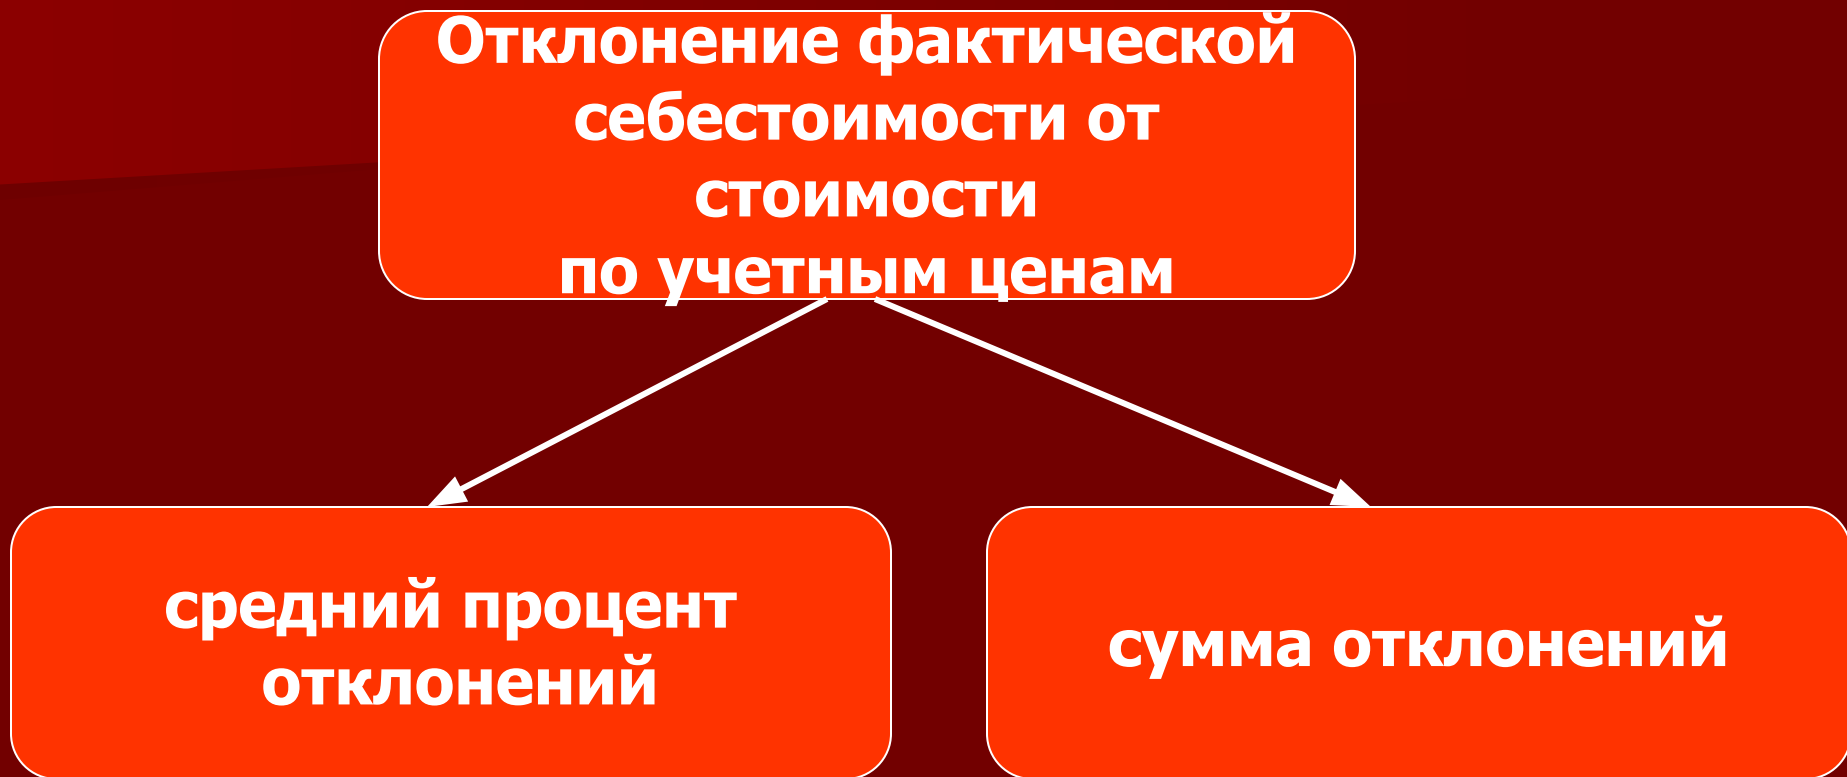 Отклонение фактической
себестоимости от
стоимости
по учетным ценам
средний процент
отклонений
сумма отклонений